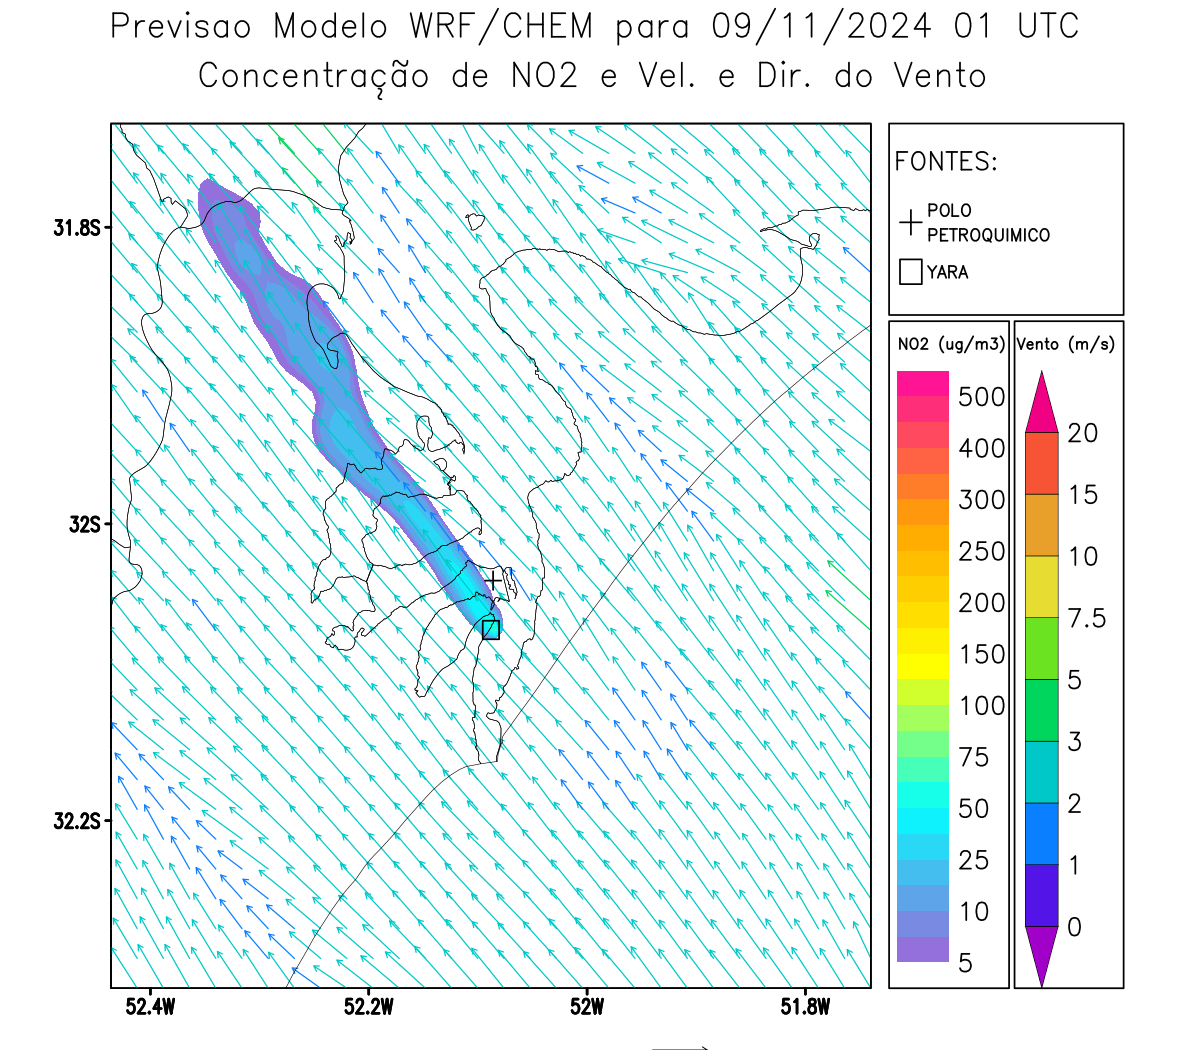 Previsao Modelo WRF/CHEM para 09/11/2024 01 UTC
Concentração de NO2 e Vel. e Dir. do Vento
FONTES:
POLO
PETROQUIMICO
YARA
NO2 (ug/m3)
500
400
300
250
200
150
100
75
50
25
10
5
Vento (m/s)
20
15
10
7.5
5
3
2
1
0
31.8S
32S
32.2S
52.4W
52.2W
52W
51.8W